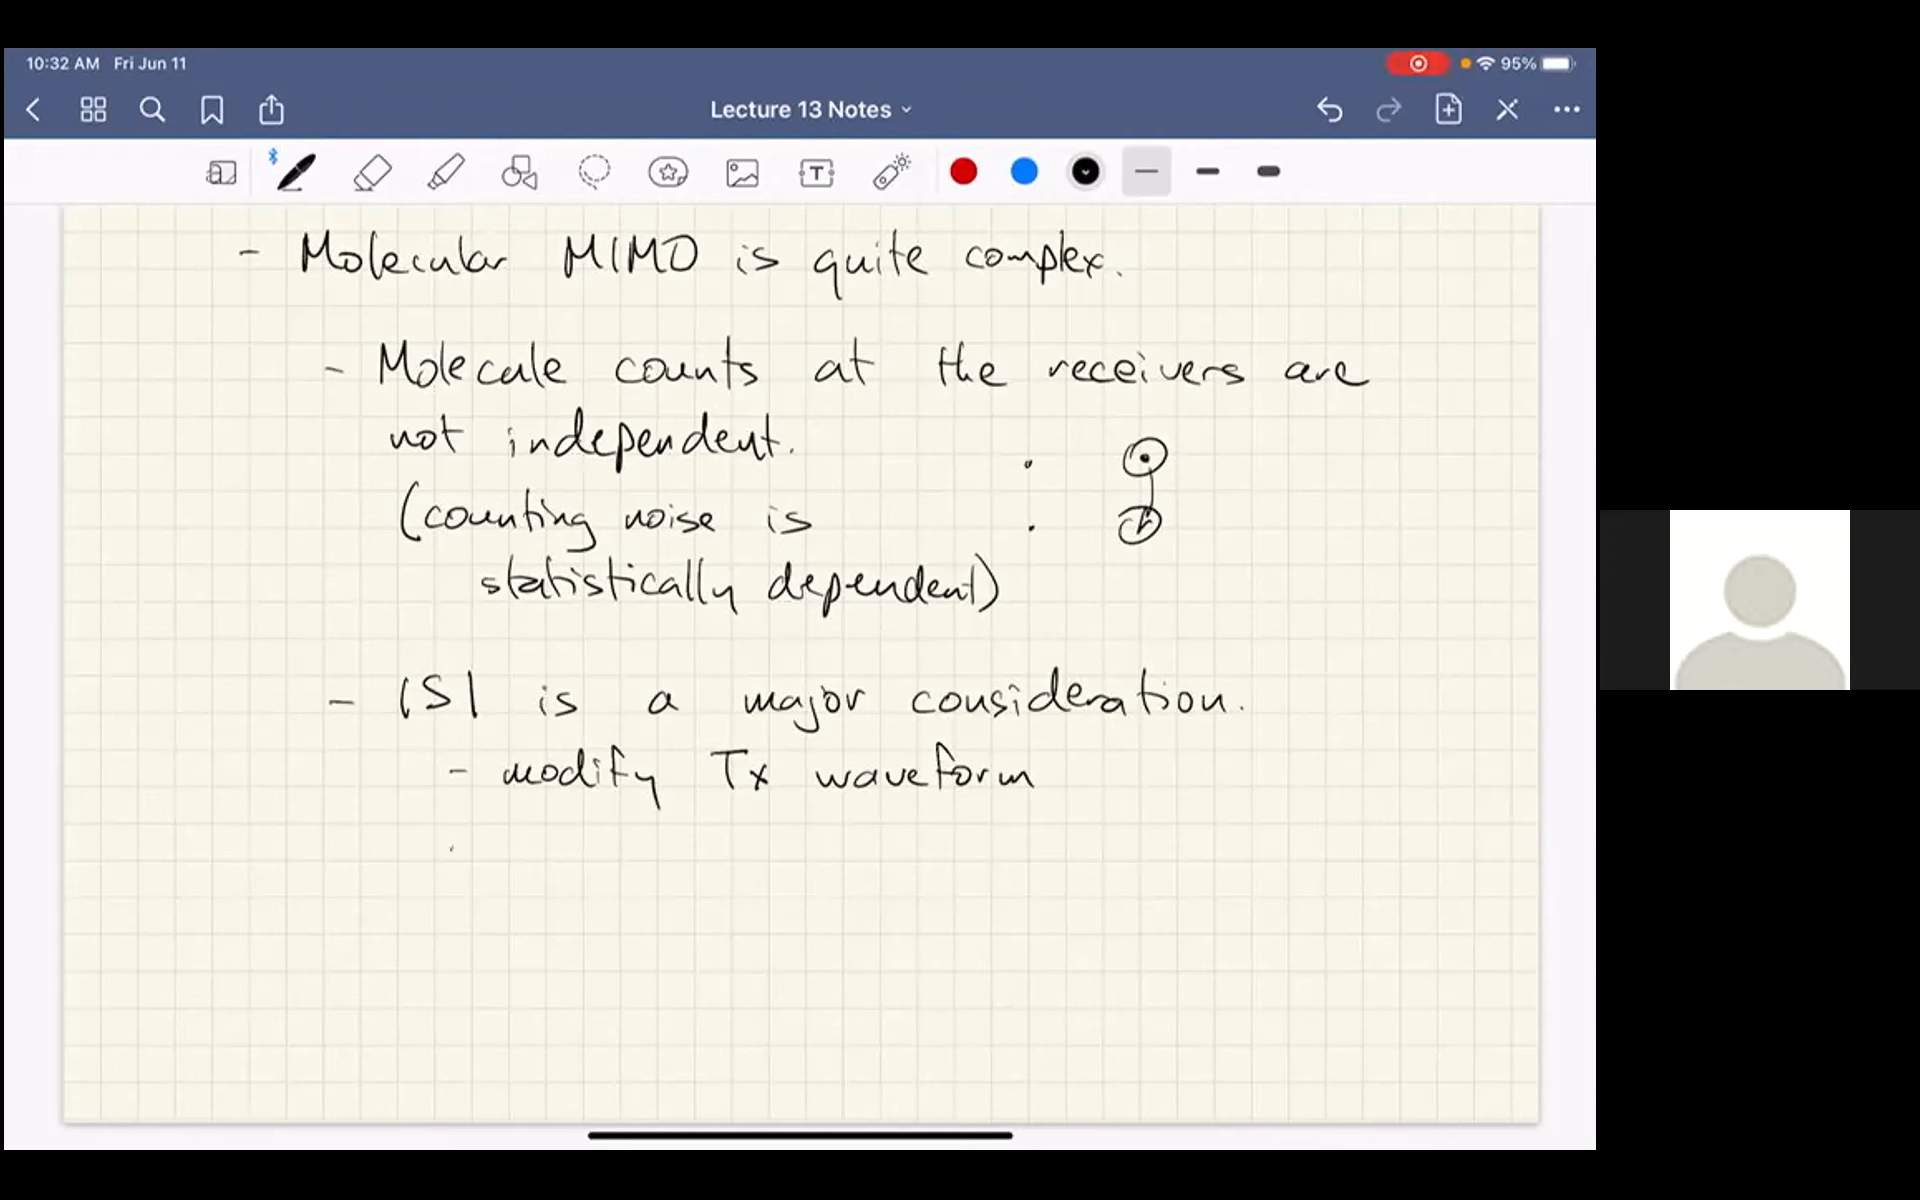 10:32 AM Fri Jun 11
95%
Lecture 13 Notes
- Molecular MIMO is quite complex.
- Molecule counts at the receivers are
not independent.
(counting noise is
statistically dependent)
- ISI is a major consideration.
- modify Tx waveform